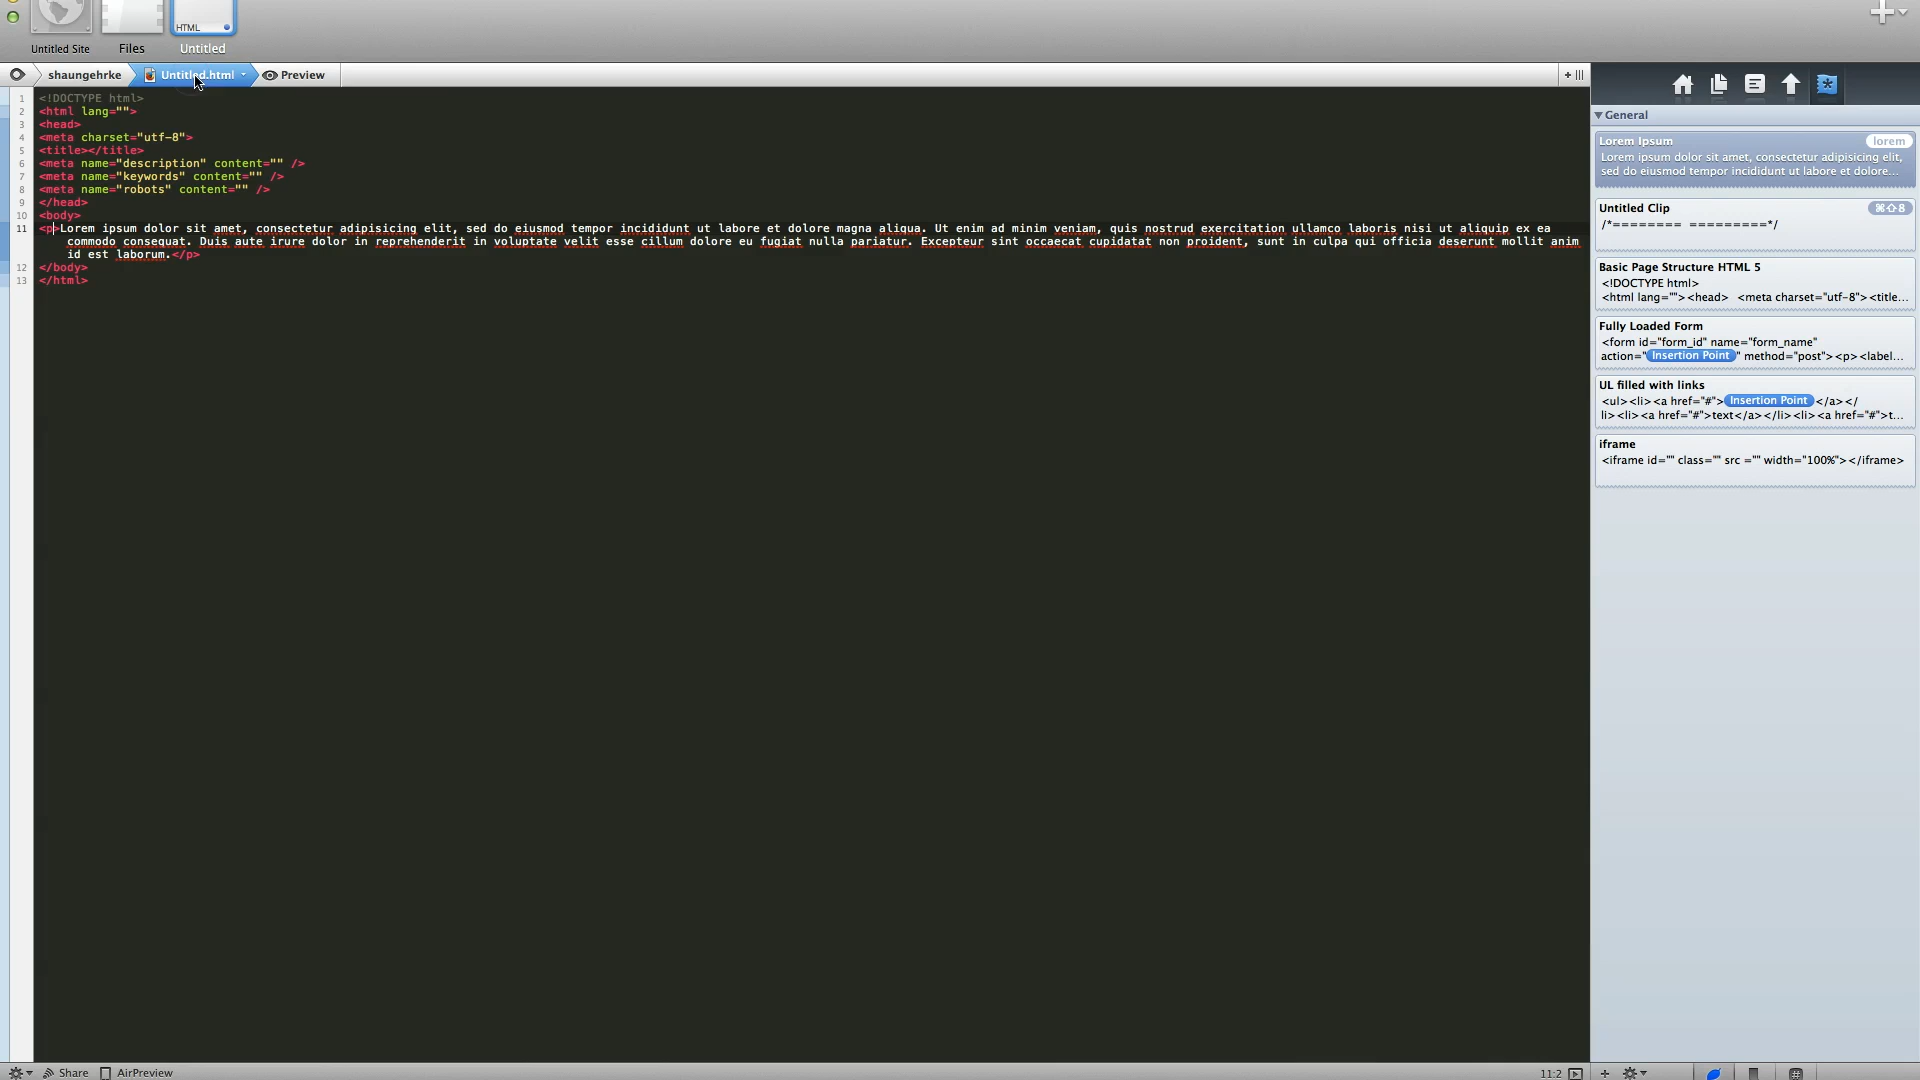 HTML
Untitled Site
Files
Untitled
shaungehrke
Untitled.html
Preview
1 <!DOCTYPE html>
2 <html lang="">
3 <head>
4 <meta charset="utf-8">
5 <title></title>
6 <meta name="description" content="" />
7 <meta name="keywords" content="" />
8 <meta name="robots" content="" />
9 </head>
10 <body>
11 <p>Lorem ipsum dolor sit amet, consectetur adipisicing elit, sed do eiusmod tempor incididunt ut labore et dolore magna aliqua. Ut enim ad minim veniam, quis nostrud exercitation ullamco laboris nisi ut aliquip ex ea
commodo consequat. Duis aute irure dolor in reprehenderit in voluptate velit esse cillum dolore eu fugiat nulla pariatur. Excepteur sint occaecat cupidatat non proident, sunt in culpa qui officia deserunt mollit anim
id est laborum.</p>
12 </body>
13 </html>
General
Lorem Ipsum lorem
Lorem ipsum dolor sit amet, consectetur adipisicing elit,
sed do eiusmod tempor incididunt ut labore et dolore...
Untitled Clip ⌘⇧8
/*======== =========*/
Basic Page Structure HTML 5
<!DOCTYPE html>
<html lang=""><head> <meta charset="utf-8"><title...
Fully Loaded Form
<form id="form_id" name="form_name"
action="Insertion Point" method="post"><p><label...
UL filled with links
<ul><li><a href="#">Insertion Point</a></
li><li><a href="#">text</a></li><li><a href="#">t...
iframe
<iframe id="" class="" src ="" width="100%"></iframe>
Share
AirPreview
11:2